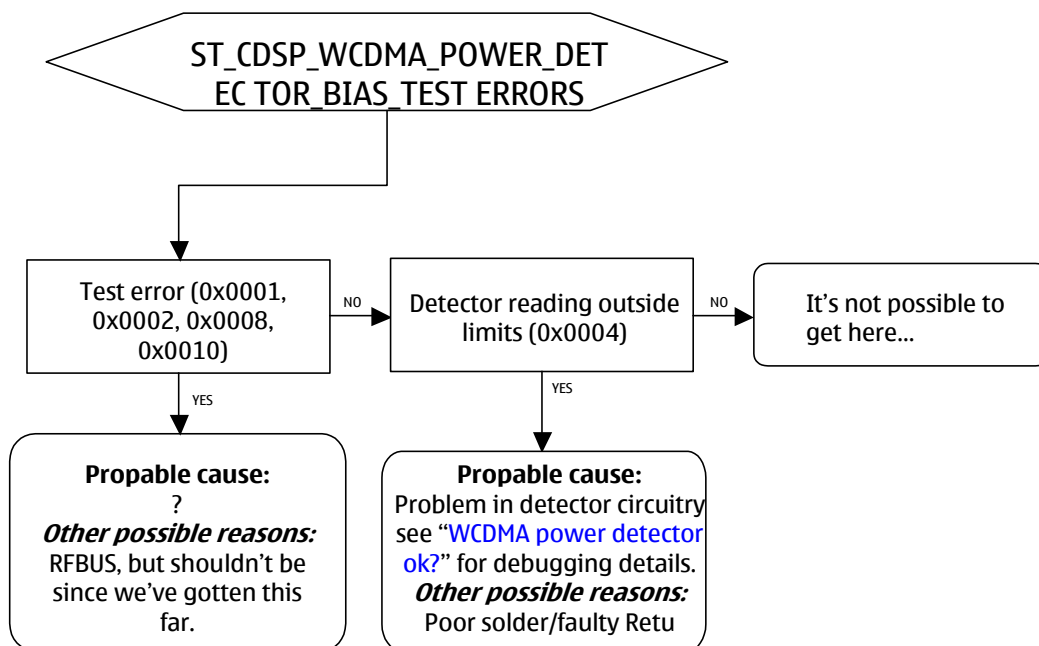 ST_CDSP_WCDMA_POWER_DET
EC TOR_BIAS_TEST ERRORS
Test error (0x0001,
0x0002, 0x0008,
0x0010)
NO
Detector reading outside
limits (0x0004)
NO
It's not possible to
get here...
YES
YES
Propable cause:
?
Other possible reasons:
RFBUS, but shouldn't be
since we've gotten this
far.
Propable cause:
Problem in detector circuitry
see “WCDMA power detector
ok?” for debugging details.
Other possible reasons:
Poor solder/faulty Retu